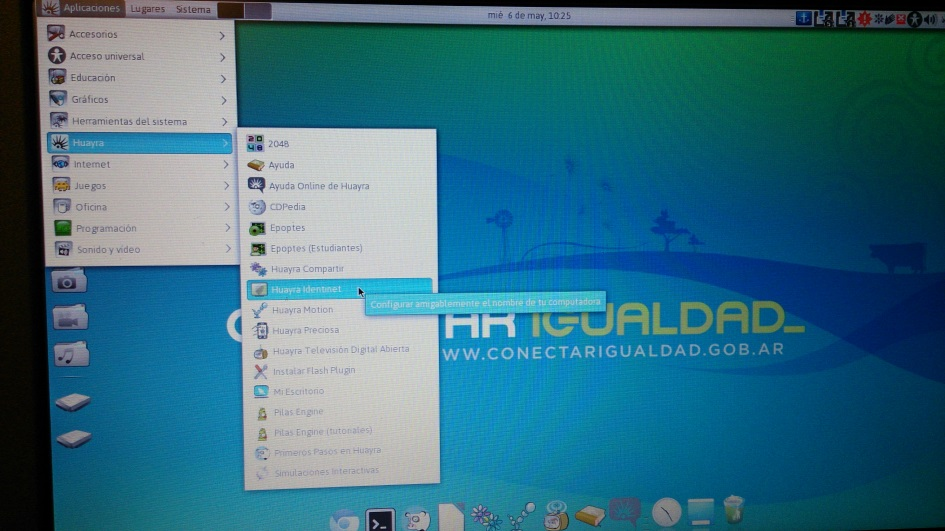 Aplicaciones Lugares Sistema
mié 6 de may, 10:25
Accesorios
Acceso universal
Educación
Gráficos
Herramientas del sistema
Huayra
Internet
Juegos
Oficina
Programación
Sonido y vídeo
2048
Ayuda
Ayuda Online de Huayra
CDPedia
Epoptes
Epoptes (Estudiantes)
Huayra Compartir
Huayra Identinet
Configurar amigablemente el nombre de tu computadora
Huayra Motion
Huayra Preciosa
Huayra Televisión Digital Abierta
Instalar Flash Plugin
Mi Escritorio
Pilas Engine
Pilas Engine (tutoriales)
Primeros Pasos en Huayra
Simulaciones Interactivas
AR IGUALDAD_
WWW.CONECTARIGUALDAD.GOB.AR